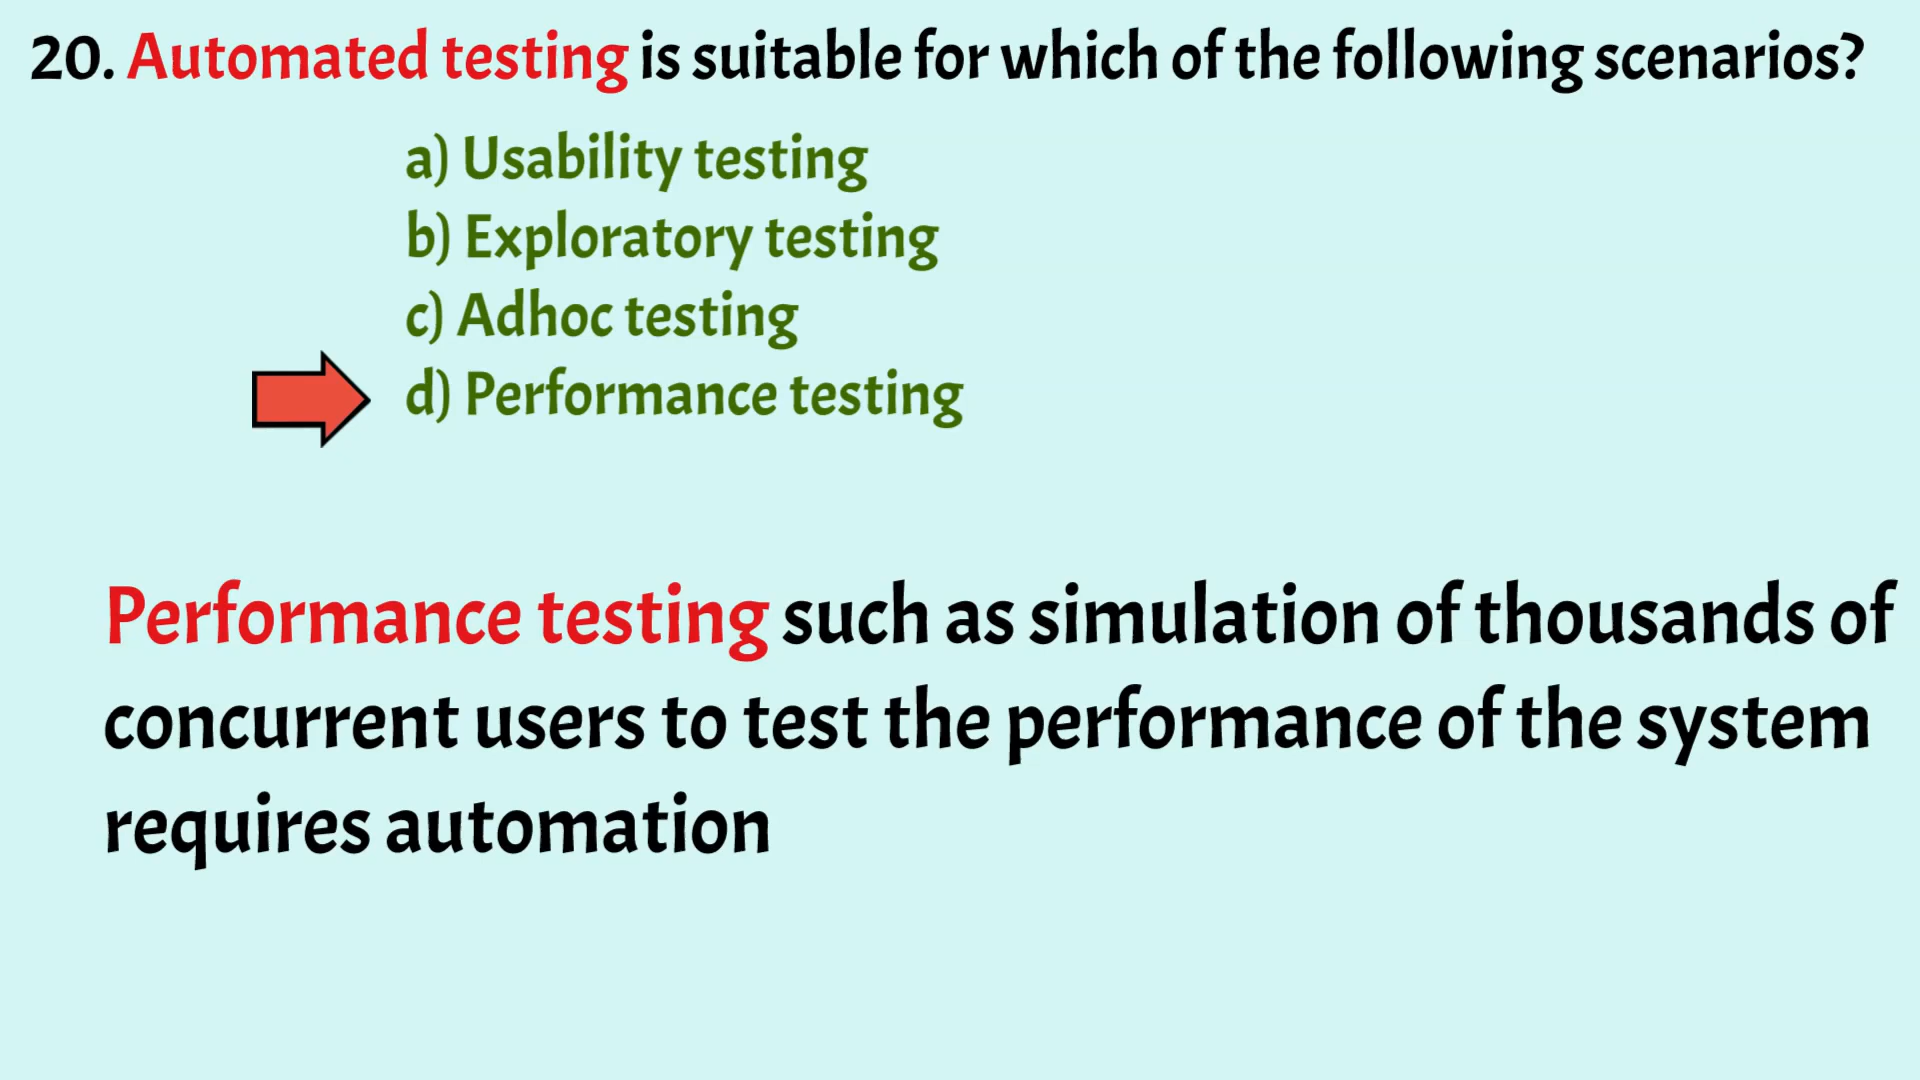 20. Automated testing is suitable for which of the following scenarios?
a) Usability testing
b) Exploratory testing
c) Adhoc testing
d) Performance testing
Performance testing such as simulation of thousands of
concurrent users to test the performance of the system
requires automation